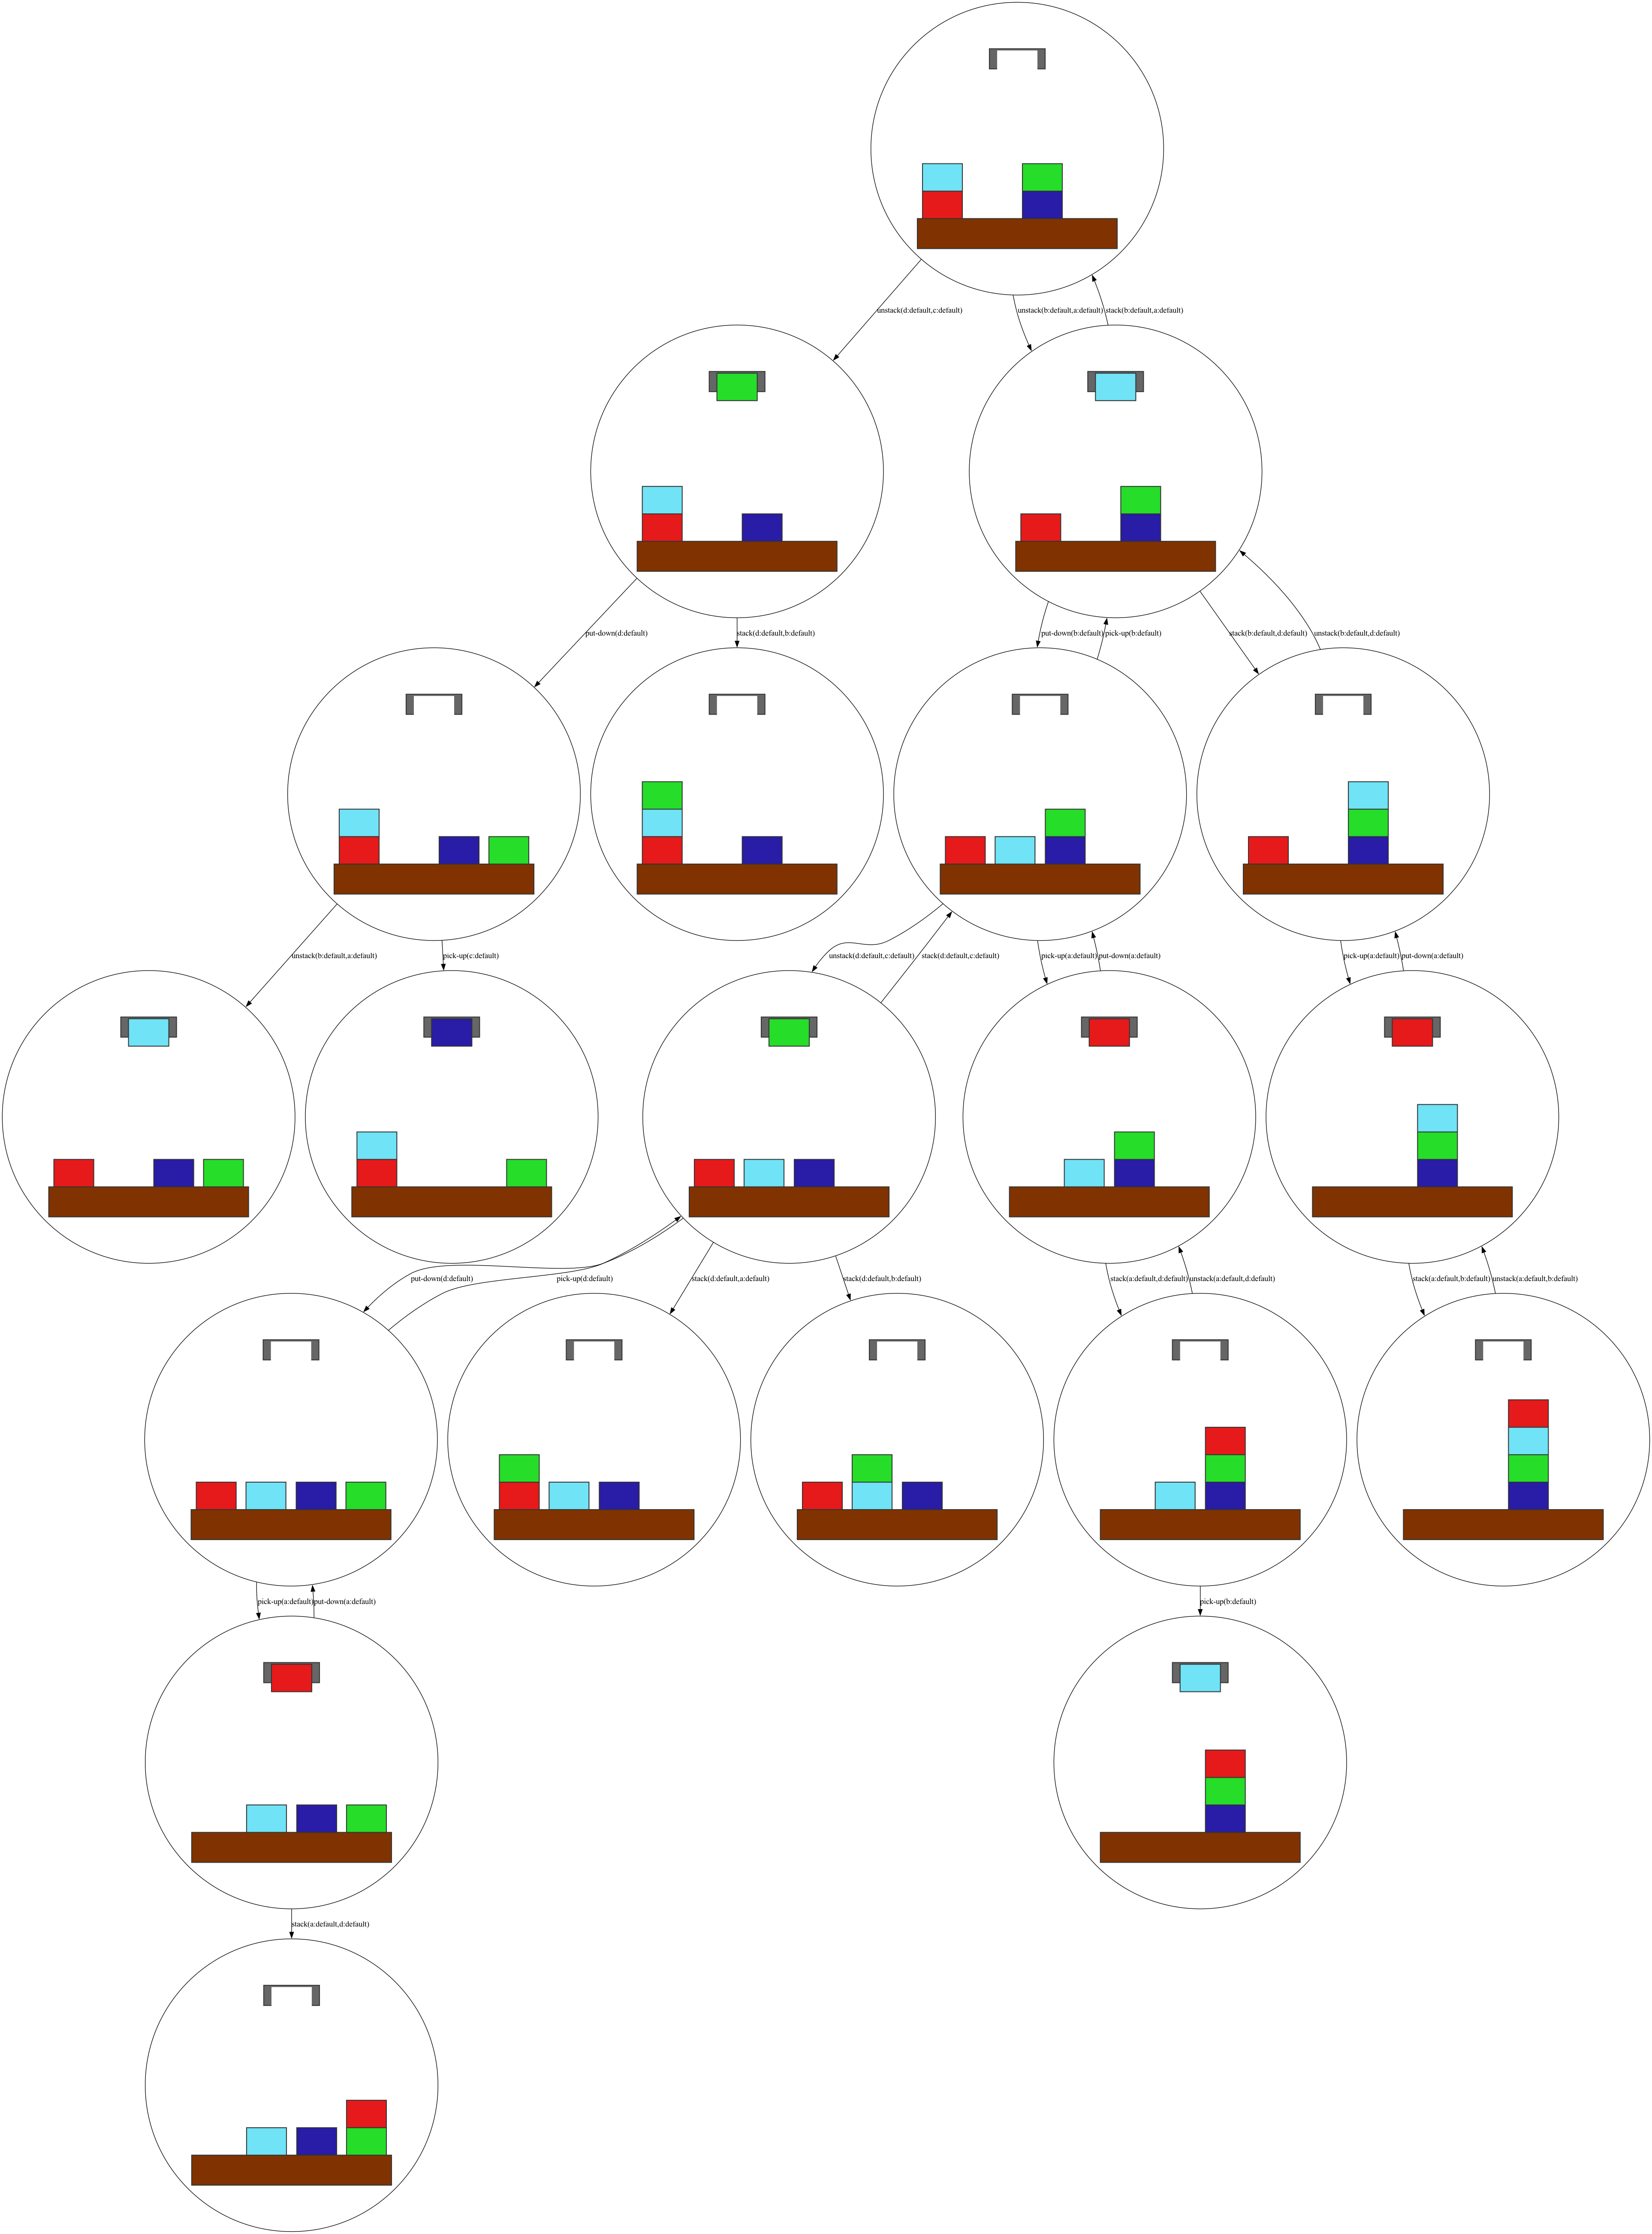 unstack(d:default,c:default)
unstack(b:default,a:default)
stack(b:default,a:default)
put-down(d:default)
stack(d:default,b:default)
put-down(b:default)
pick-up(b:default)
stack(b:default,d:default)
unstack(b:default,d:default)
unstack(b:default,a:default)
pick-up(c:default)
unstack(d:default,c:default)
stack(d:default,c:default)
pick-up(a:default)
put-down(a:default)
pick-up(a:default)
put-down(a:default)
put-down(d:default)
pick-up(d:default)
stack(d:default,a:default)
stack(d:default,b:default)
stack(a:default,d:default)
unstack(a:default,d:default)
stack(a:default,b:default)
unstack(a:default,b:default)
pick-up(a:default)
put-down(a:default)
pick-up(b:default)
stack(a:default,d:default)